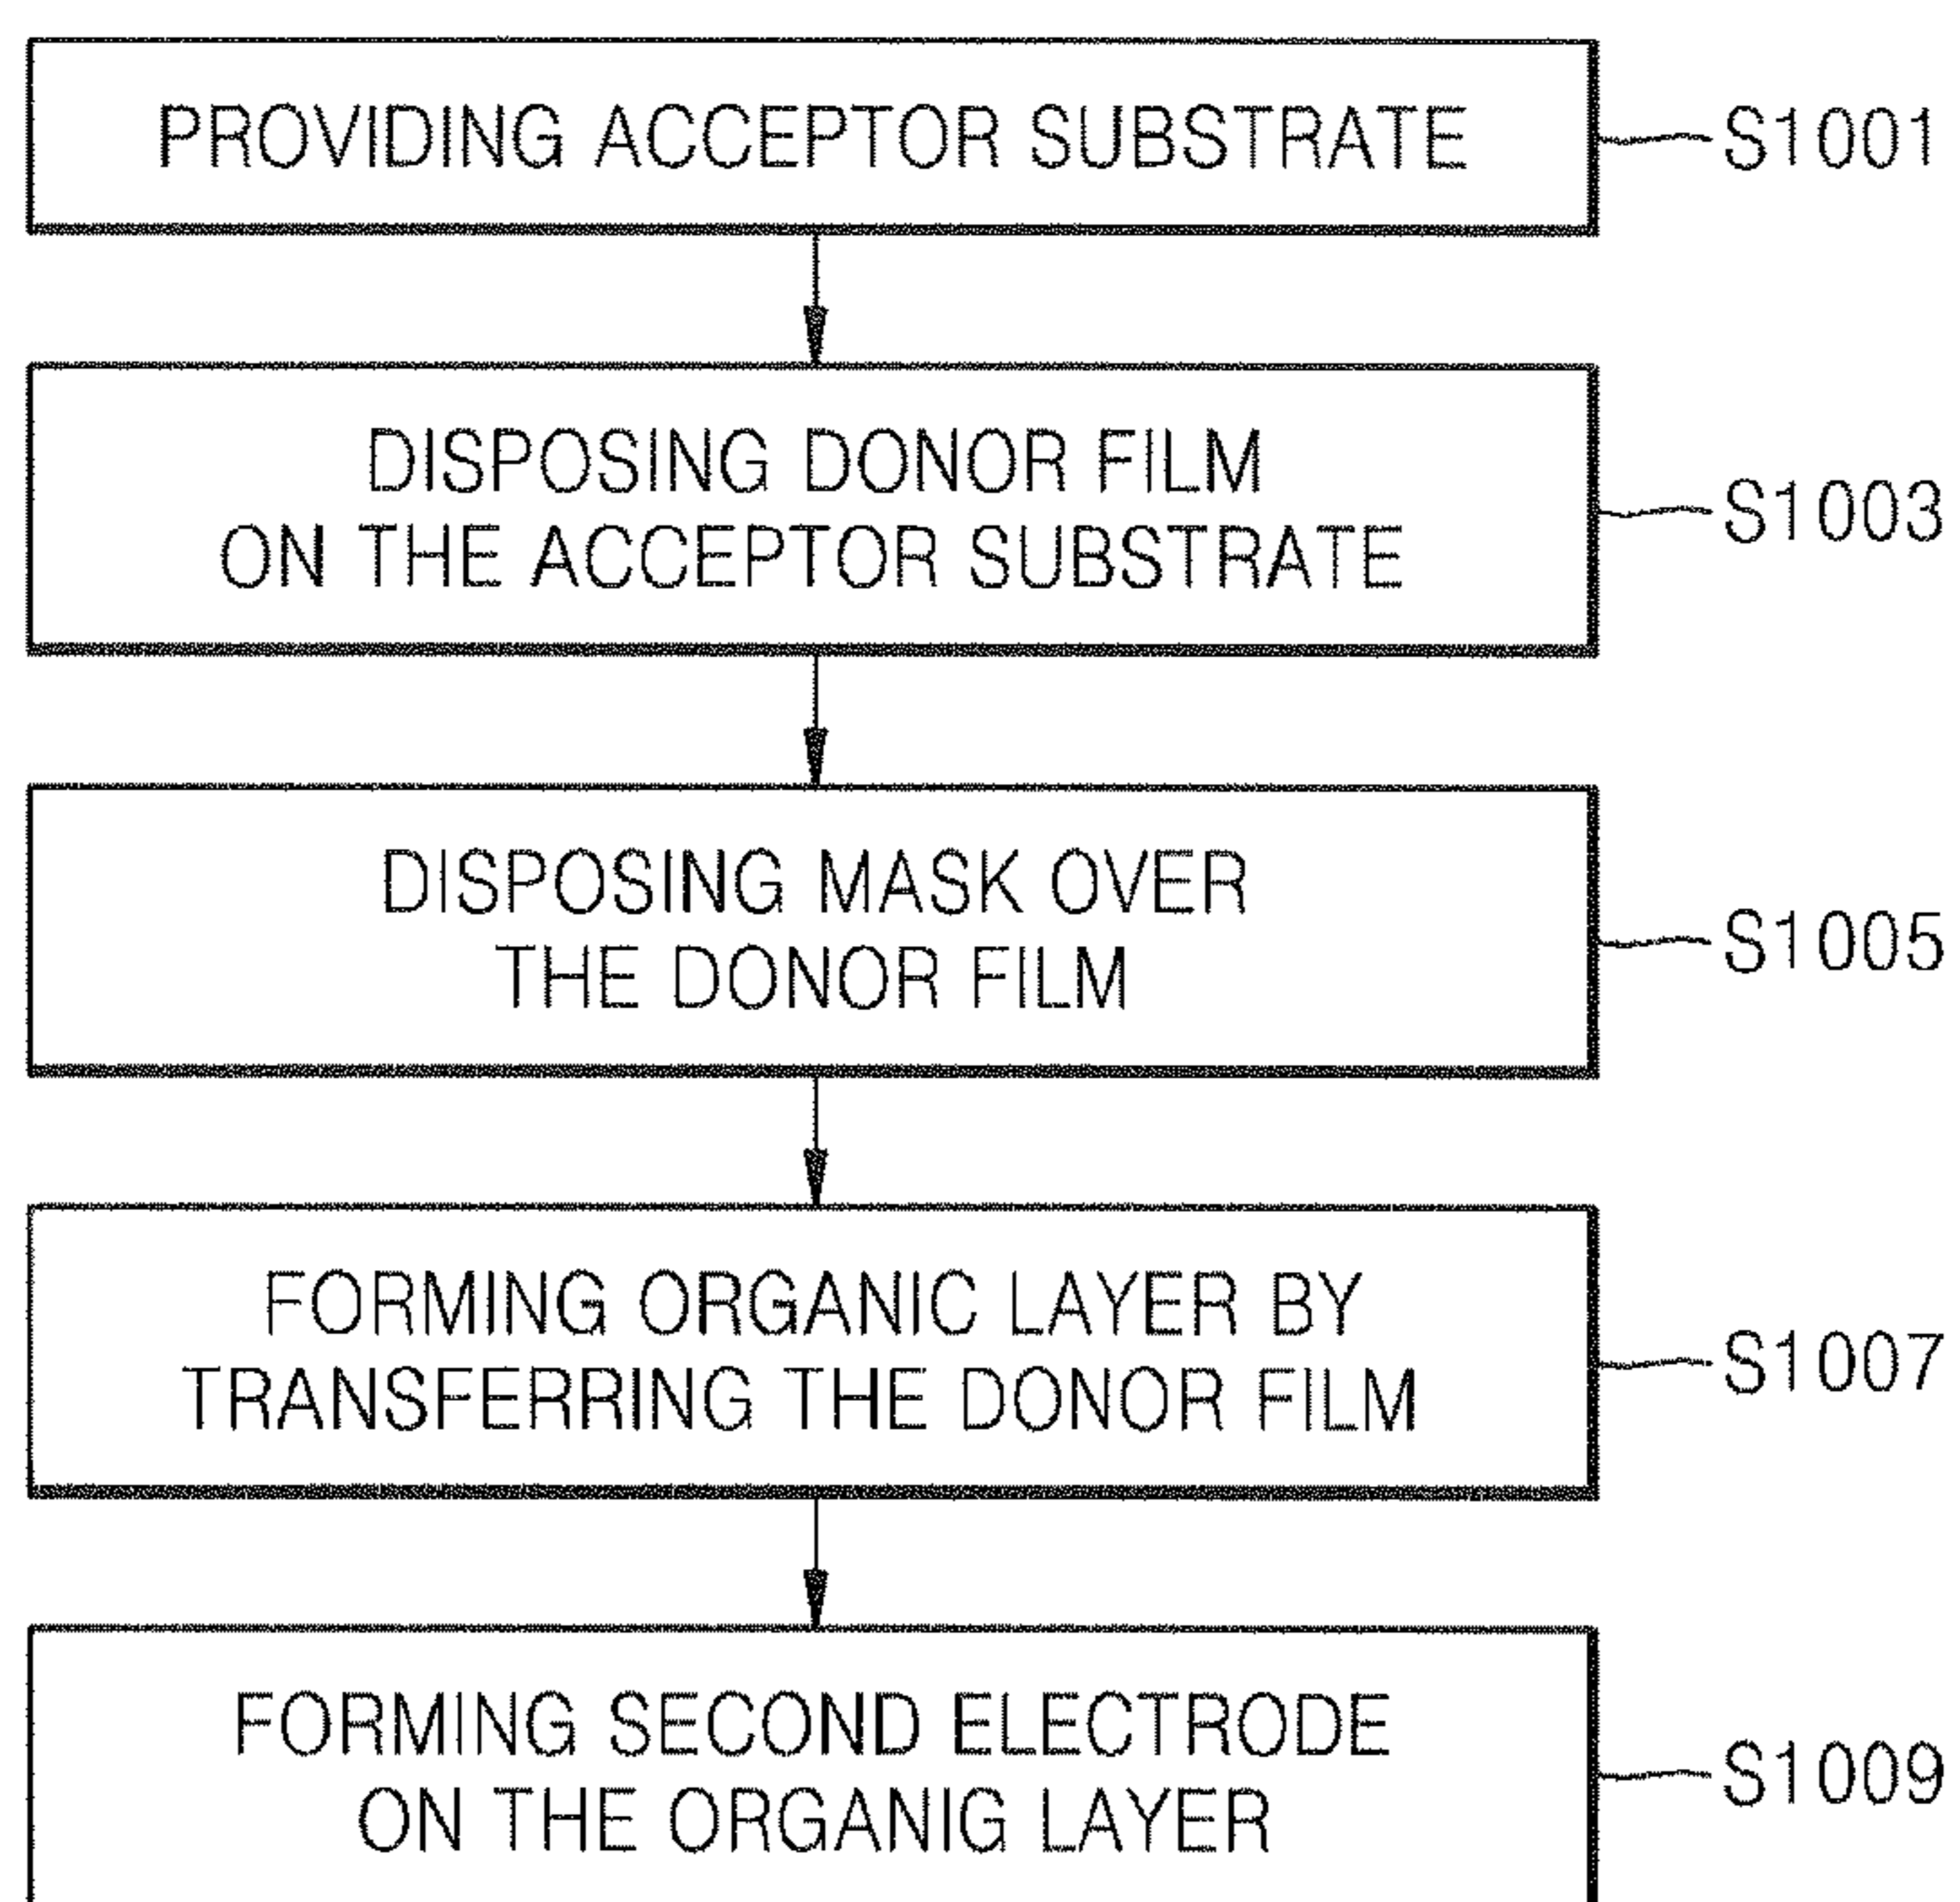 PROVIDING ACCEPTOR SUBSTRATE
S1001
DISPOSING DONOR FILM
ON THE ACCEPTOR SUBSTRATE
S1003
DISPOSING MASK OVER
THE DONOR FILM
S1005
FORMING ORGANIC LAYER BY
TRANSFERRING THE DONOR FILM
S1007
FORMING SECOND ELECTRODE
ON THE ORGANIG LAYER
S1009